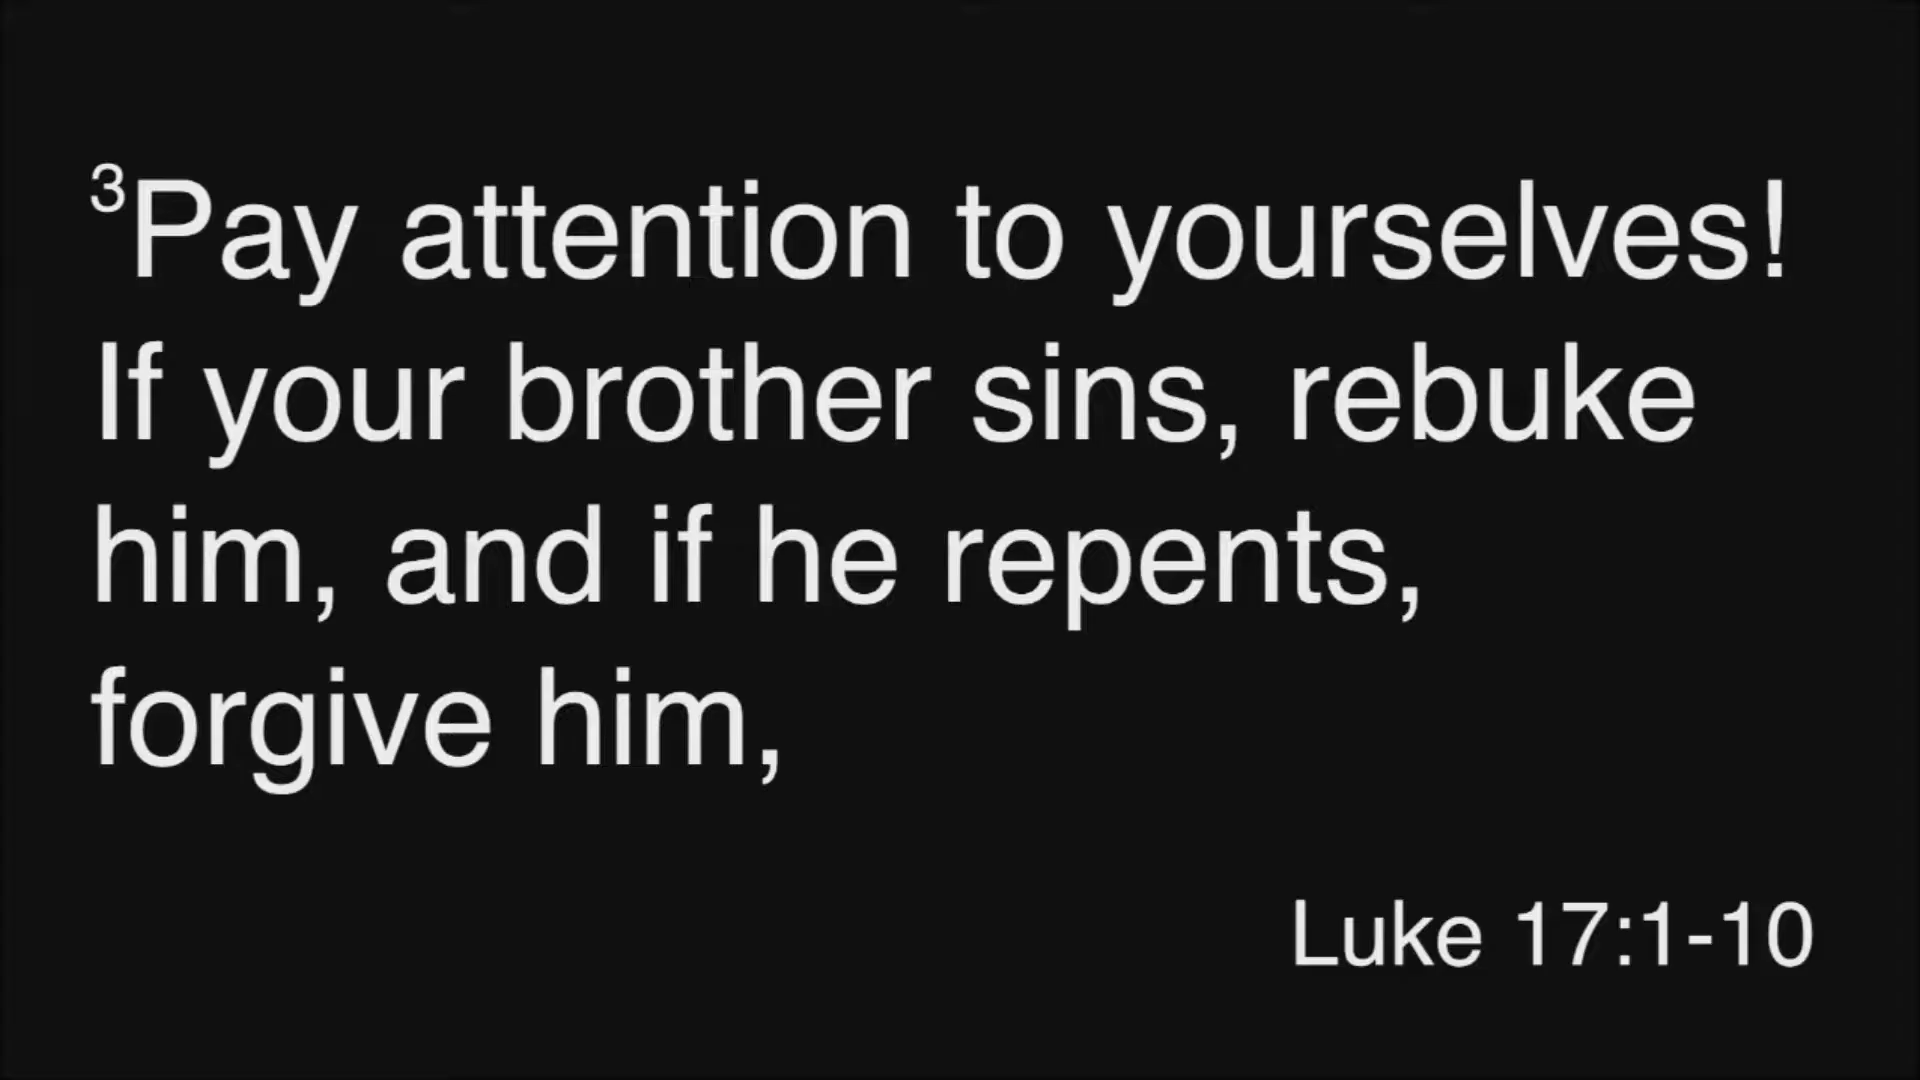 ³Pay attention to yourselves!
If your brother sins, rebuke
him, and if he repents,
forgive him,
Luke 17:1-10